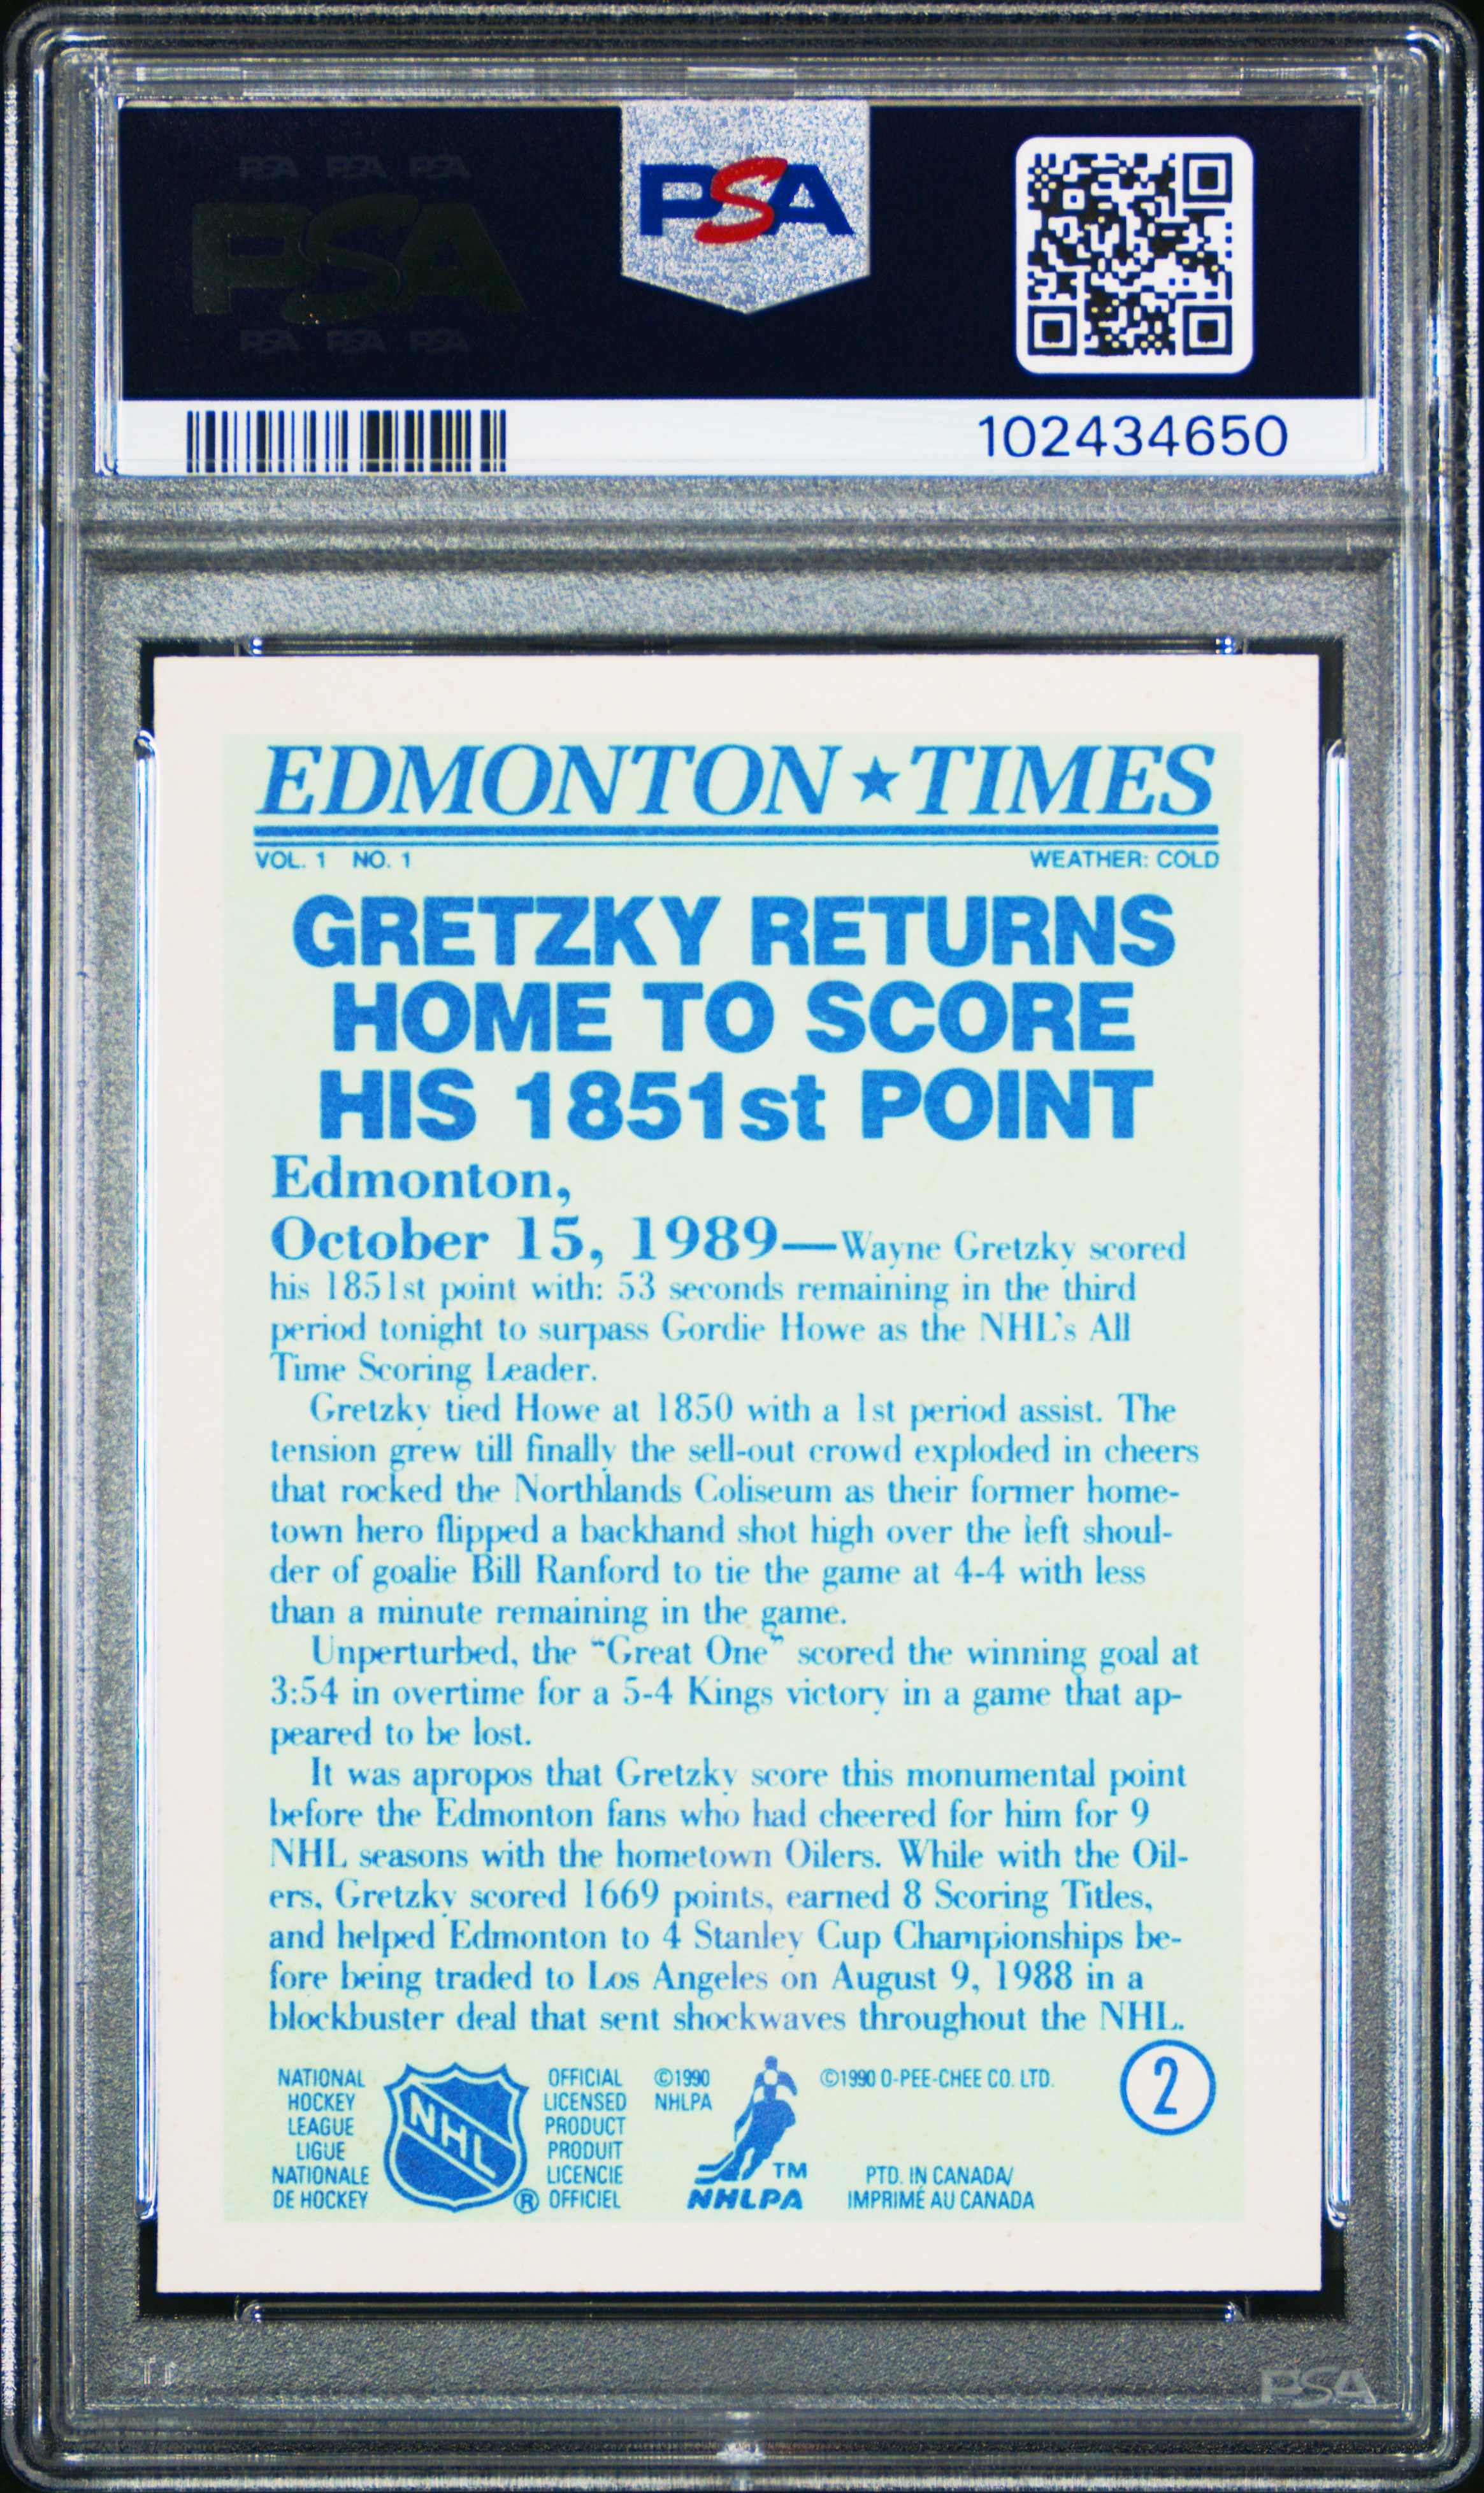 PSA PSA PSA
PSA
PSA PSA PSA
PSA
102434650
EDMONTON ★ TIMES
VOL. 1 NO. 1 WEATHER: COLD
GRETZKY RETURNS
HOME TO SCORE
HIS 1851st POINT
Edmonton,
October 15, 1989—Wayne Gretzky scored
his 1851st point with: 53 seconds remaining in the third
period tonight to surpass Gordie Howe as the NHL's All
Time Scoring Leader.
Gretzky tied Howe at 1850 with a 1st period assist. The
tension grew till finally the sell-out crowd exploded in cheers
that rocked the Northlands Coliseum as their former home-
town hero flipped a backhand shot high over the left shoul-
der of goalie Bill Ranford to tie the game at 4-4 with less
than a minute remaining in the game.
Unperturbed, the "Great One" scored the winning goal at
3:54 in overtime for a 5-4 Kings victory in a game that ap-
peared to be lost.
It was apropos that Gretzky score this monumental point
before the Edmonton fans who had cheered for him for 9
NHL seasons with the hometown Oilers. While with the Oil-
ers, Gretzky scored 1669 points, earned 8 Scoring Titles,
and helped Edmonton to 4 Stanley Cup Championships be-
fore being traded to Los Angeles on August 9, 1988 in a
blockbuster deal that sent shockwaves throughout the NHL.
NATIONAL
HOCKEY
LEAGUE
LIGUE
NATIONALE
DE HOCKEY
NHL
®
OFFICIAL
LICENSED
PRODUCT
PRODUIT
LICENCIE
OFFICIEL
©1990
NHLPA
TM
NHLPA
©1990 O-PEE-CHEE CO. LTD.
PTD. IN CANADA/
IMPRIMÉ AU CANADA
2
PSA